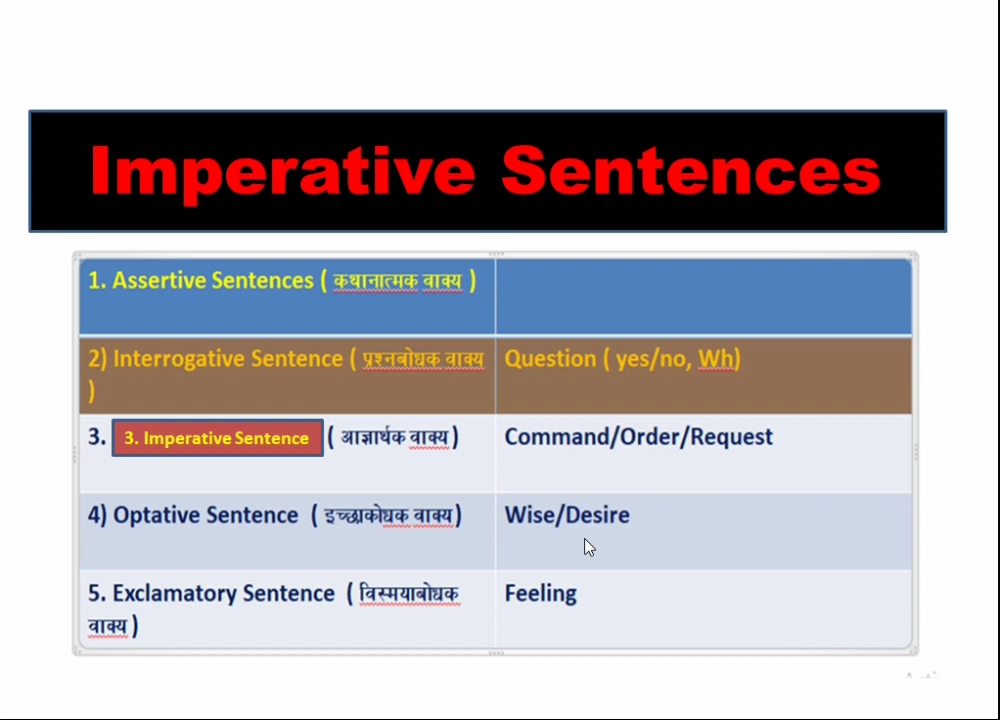 Imperative Sentences
1. Assertive Sentences ( कथानात्मक वाक्य )
2) Interrogative Sentence ( प्रश्नबोधक वाक्य
)
Question ( yes/no, Wh)
3. 3. Imperative Sentence ( आज्ञार्थक वाक्य )
Command/Order/Request
4) Optative Sentence ( इच्छाकोधक वाक्य )
Wise/Desire
5. Exclamatory Sentence ( विस्मयाबोधक
वाक्य )
Feeling